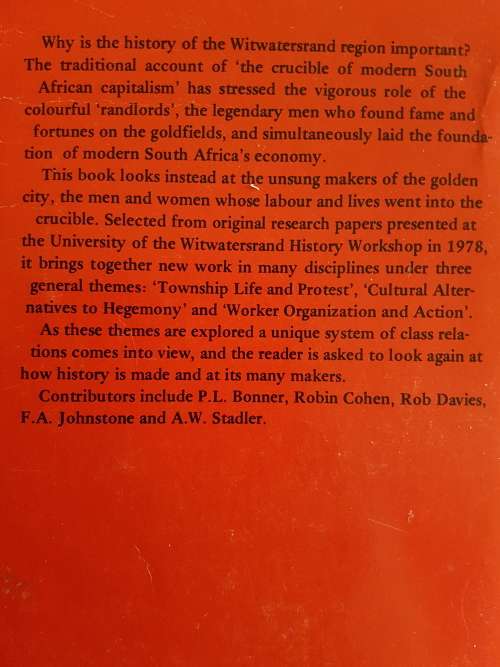 Why is the history of the Witwatersrand region important?
The traditional account of 'the crucible of modern South
African capitalism' has stressed the vigorous role of the
colourful 'randlords', the legendary men who found fame and
fortunes on the goldfields, and simultaneously laid the founda-
tion of modern South Africa's economy.
This book looks instead at the unsung makers of the golden
city, the men and women whose labour and lives went into the
crucible. Selected from original research papers presented at
the University of the Witwatersrand History Workshop in 1978,
it brings together new work in many disciplines under three
general themes: 'Township Life and Protest', 'Cultural Alter-
natives to Hegemony' and 'Worker Organization and Action'.
As these themes are explored a unique system of class rela-
tions comes into view, and the reader is asked to look again at
how history is made and at its many makers.
Contributors include P.L. Bonner, Robin Cohen, Rob Davies,
F.A. Johnstone and A.W. Stadler.